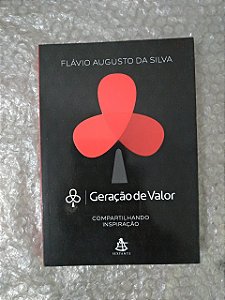 FLÁVIO AUGUSTO DA SILVA
Geração de Valor
COMPARTILHANDO
INSPIRAÇÃO
SEXTANTE